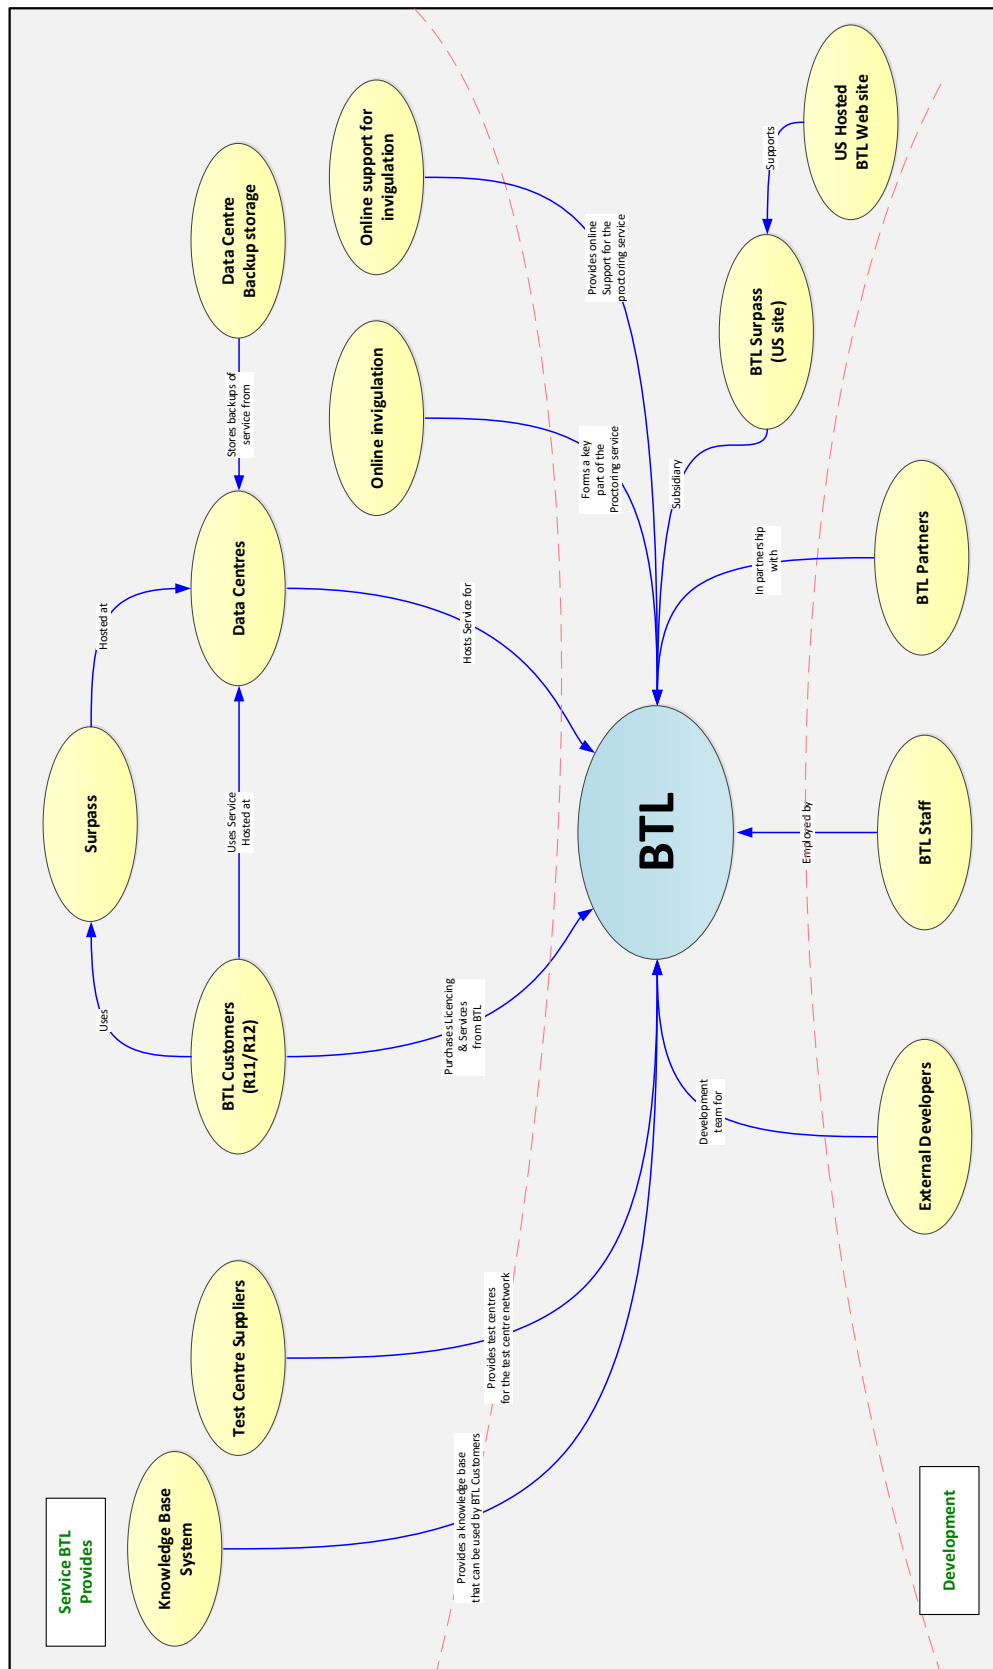 Service BTL
Provides
Knowledge Base
System
Provides a knowledge base
that can be used by BTL Customers
Test Centre Suppliers
Provides test centres
for the test centre network
BTL Customers
(R11/R12)
Uses
Surpass
Hosted at
Uses Service
Hosted at
Data Centres
Stores backups of
service from
Data Centre
Backup storage
Purchases Licencing
& Services
from BTL
Hosts Service for
Online invigulation
Forms a key
part of the
Proctoring service
Online support for
invigulation
Provides online
Support for the
proctoring service
BTL
Subsidiary
BTL Surpass
(US site)
Supports
US Hosted
BTL Web site
In partnership
with
BTL Partners
Employed by
BTL Staff
Development
team for
External Developers
Development